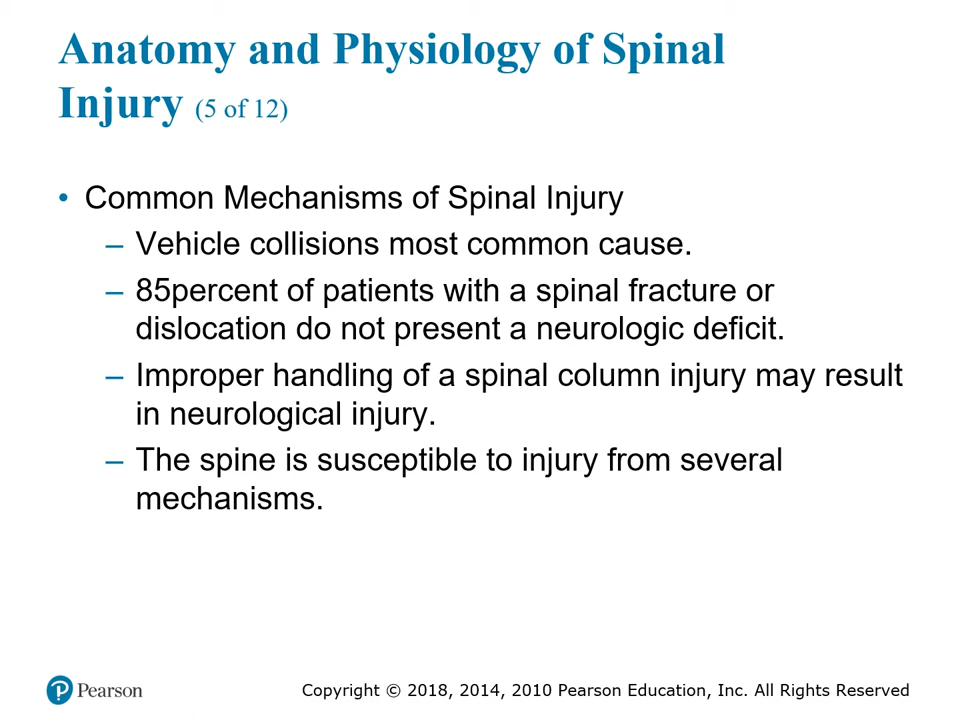 Anatomy and Physiology of Spinal
Injury (5 of 12)
• Common Mechanisms of Spinal Injury
– Vehicle collisions most common cause.
– 85percent of patients with a spinal fracture or
dislocation do not present a neurologic deficit.
– Improper handling of a spinal column injury may result
in neurological injury.
– The spine is susceptible to injury from several
mechanisms.
Pearson
Copyright © 2018, 2014, 2010 Pearson Education, Inc. All Rights Reserved